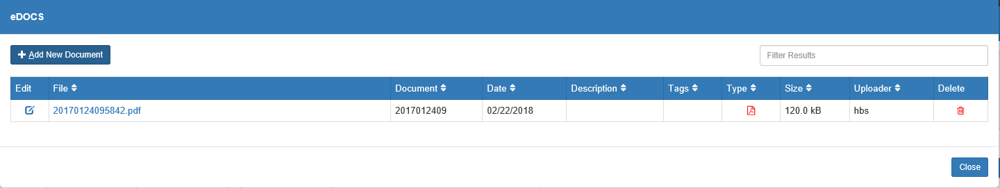 eDOCS
Add New Document
Filter Results
Edit File Document Date Description Tags Type Size Uploader Delete
20170124095842.pdf 2017012409 02/22/2018 120.0 kB hbs
Close